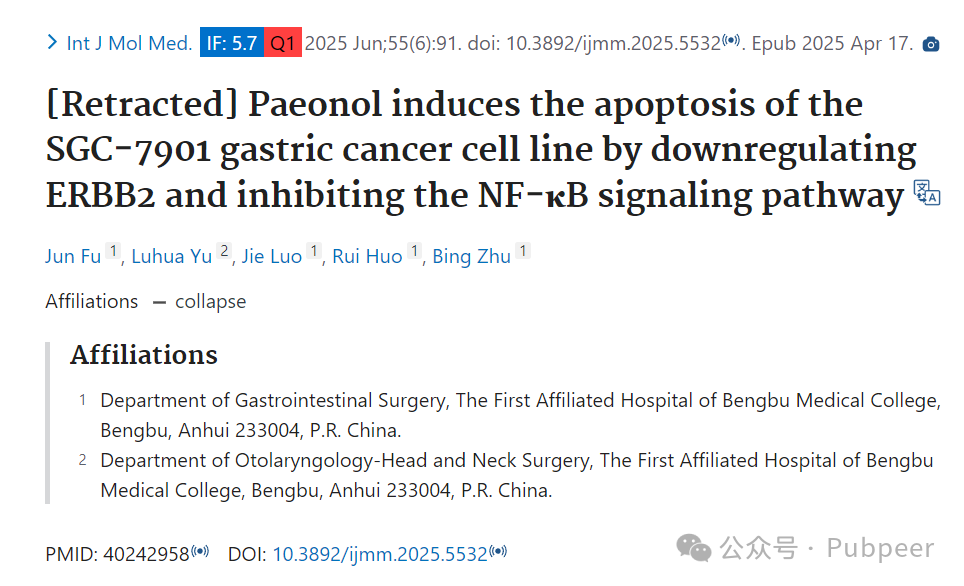 Int J Mol Med. IF: 5.7 Q1 2025 Jun;55(6):91. doi: 10.3892/ijmm.2025.5532. Epub 2025 Apr 17.
[Retracted] Paeonol induces the apoptosis of the
SGC-7901 gastric cancer cell line by downregulating
ERBB2 and inhibiting the NF-κB signaling pathway
Jun Fu 1, Luhua Yu 2, Jie Luo 1, Rui Huo 1, Bing Zhu 1
Affiliations — collapse
Affiliations
1 Department of Gastrointestinal Surgery, The First Affiliated Hospital of Bengbu Medical College,
Bengbu, Anhui 233004, P.R. China.
2 Department of Otolaryngology-Head and Neck Surgery, The First Affiliated Hospital of Bengbu
Medical College, Bengbu, Anhui 233004, P.R. China.
PMID: 40242958 DOI: 10.3892/ijmm.2025.5532
公众号 · Pubpeer